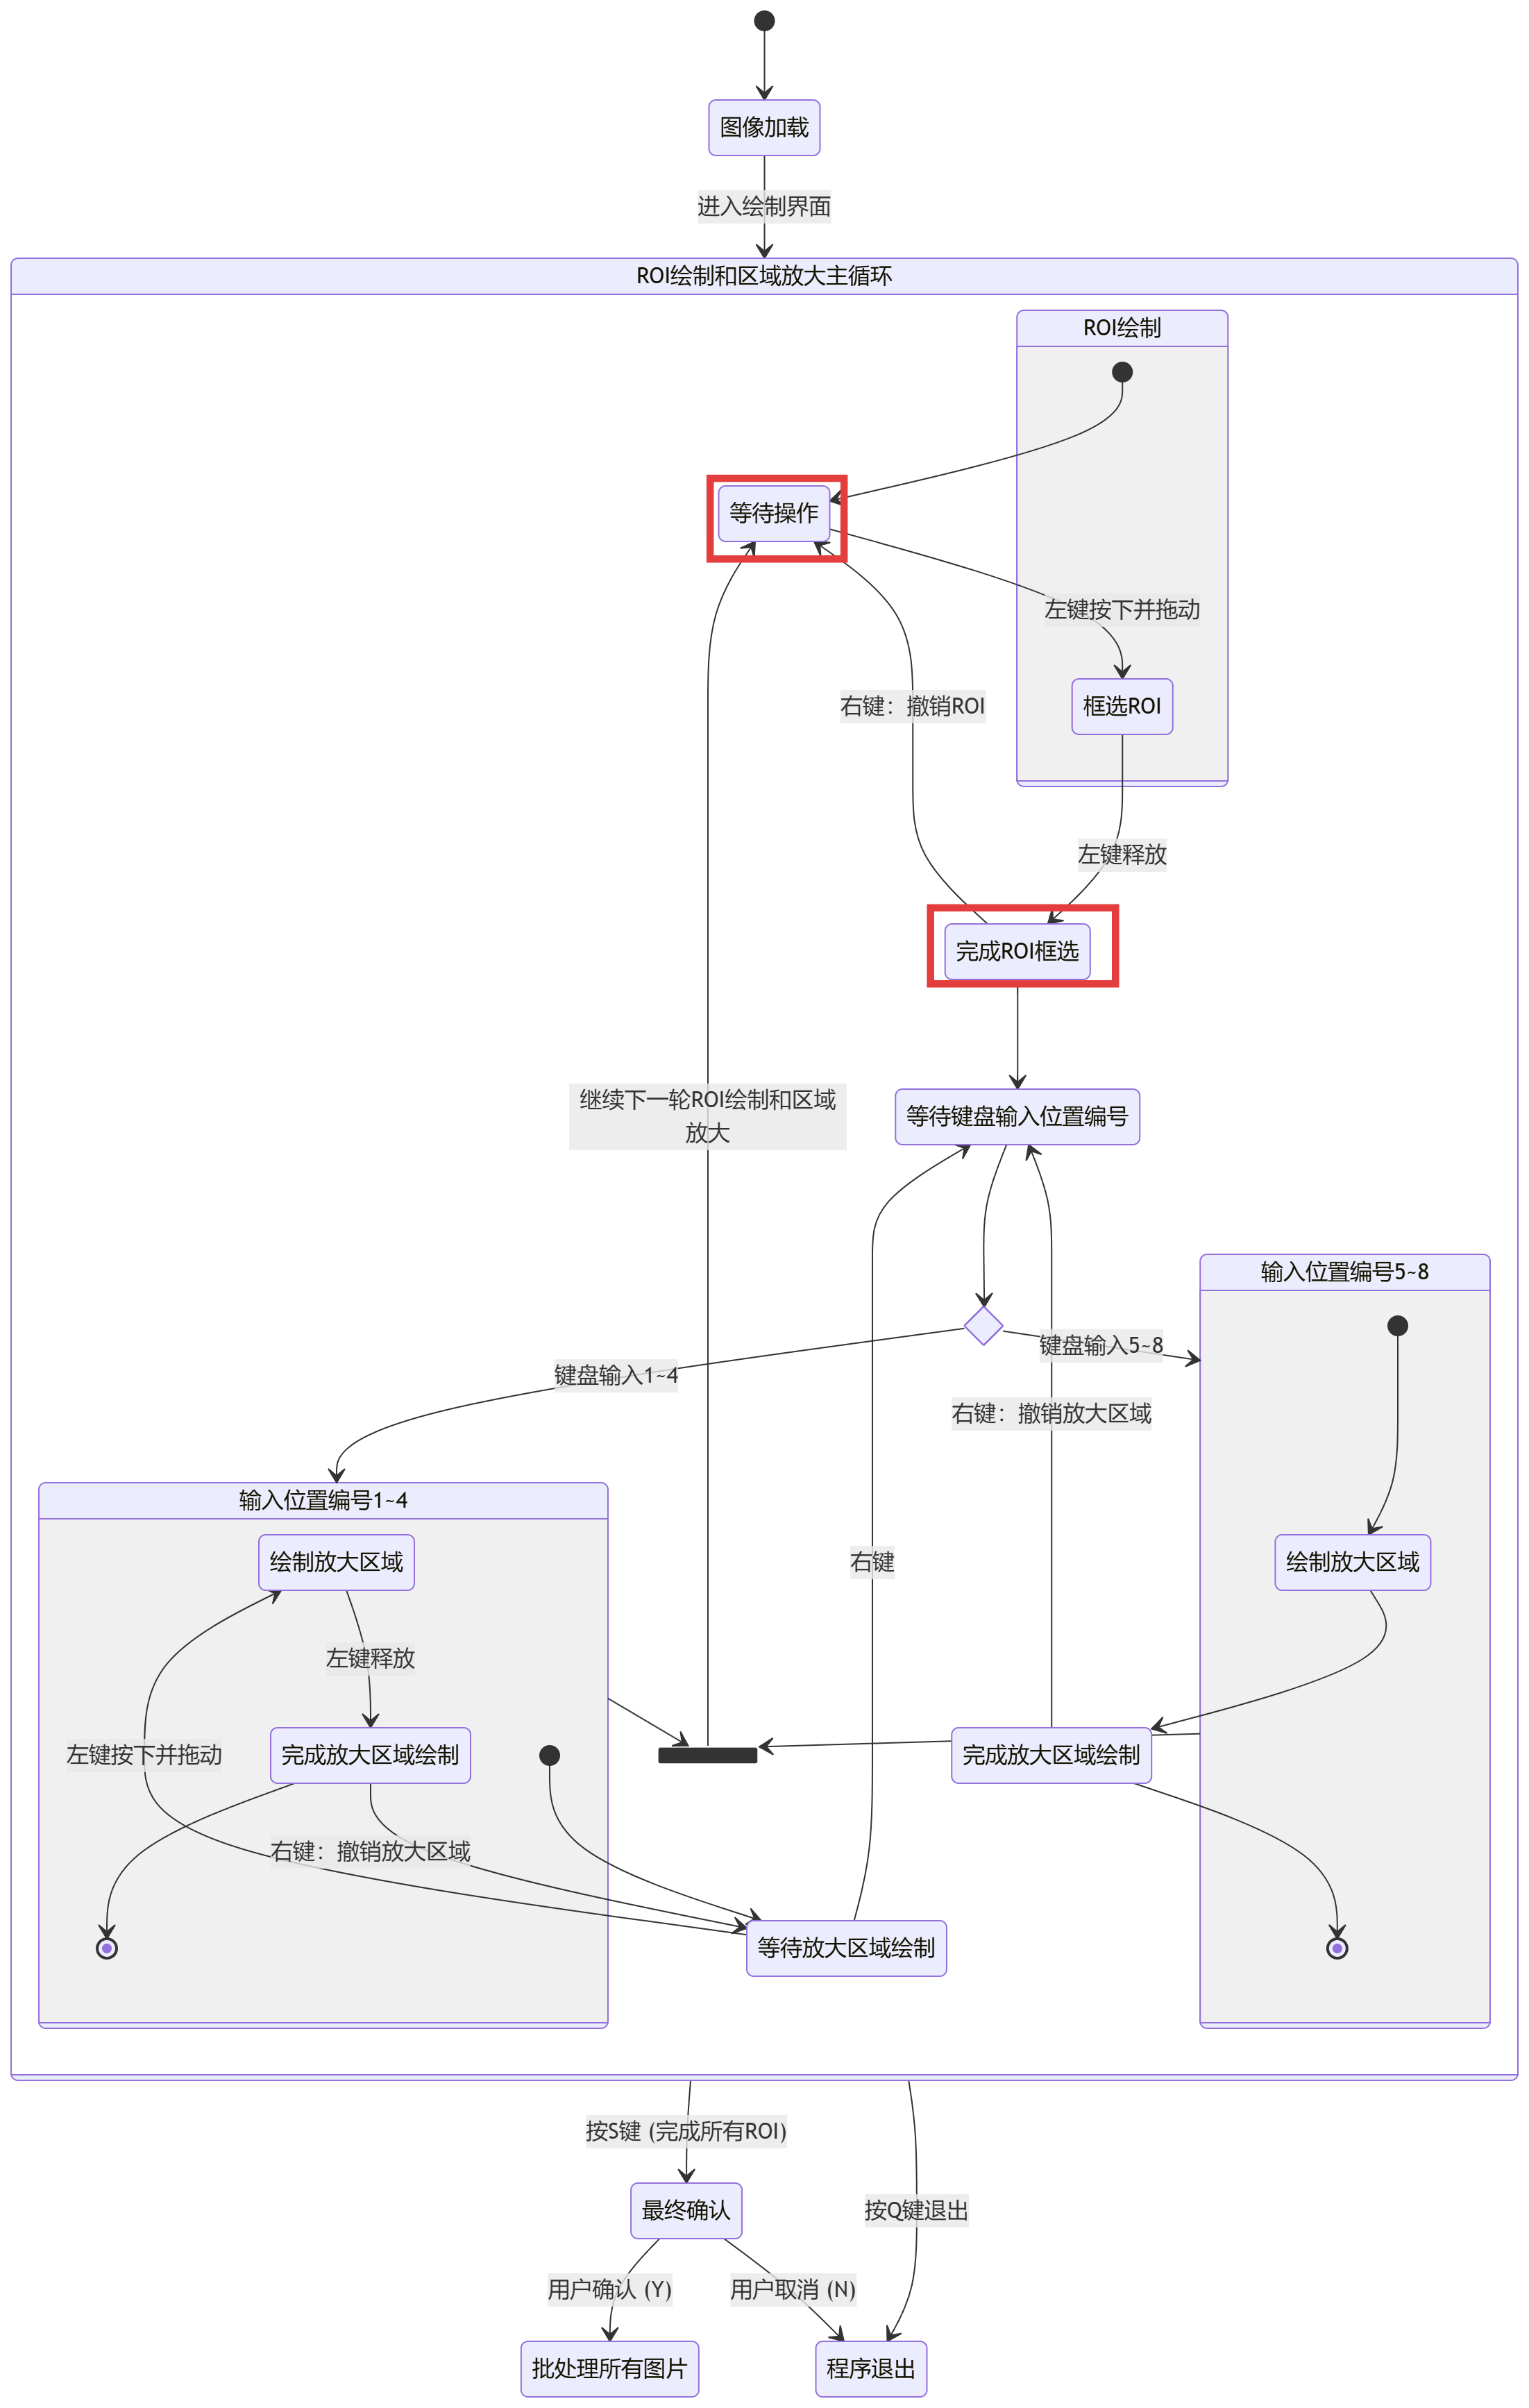 图像加载
进入绘制界面
ROI绘制和区域放大主循环
ROI绘制
等待操作
左键按下并拖动
框选ROI
右键：撤销ROI
左键释放
完成ROI框选
继续下一轮ROI绘制和区域
放大
等待键盘输入位置编号
输入位置编号5~8
键盘输入5~8
键盘输入1~4
右键：撤销放大区域
输入位置编号1~4
绘制放大区域
右键
绘制放大区域
左键释放
左键按下并拖动
完成放大区域绘制
完成放大区域绘制
右键：撤销放大区域
等待放大区域绘制
按S键 (完成所有ROI)
最终确认
按Q键退出
用户确认 (Y)
用户取消 (N)
批处理所有图片
程序退出